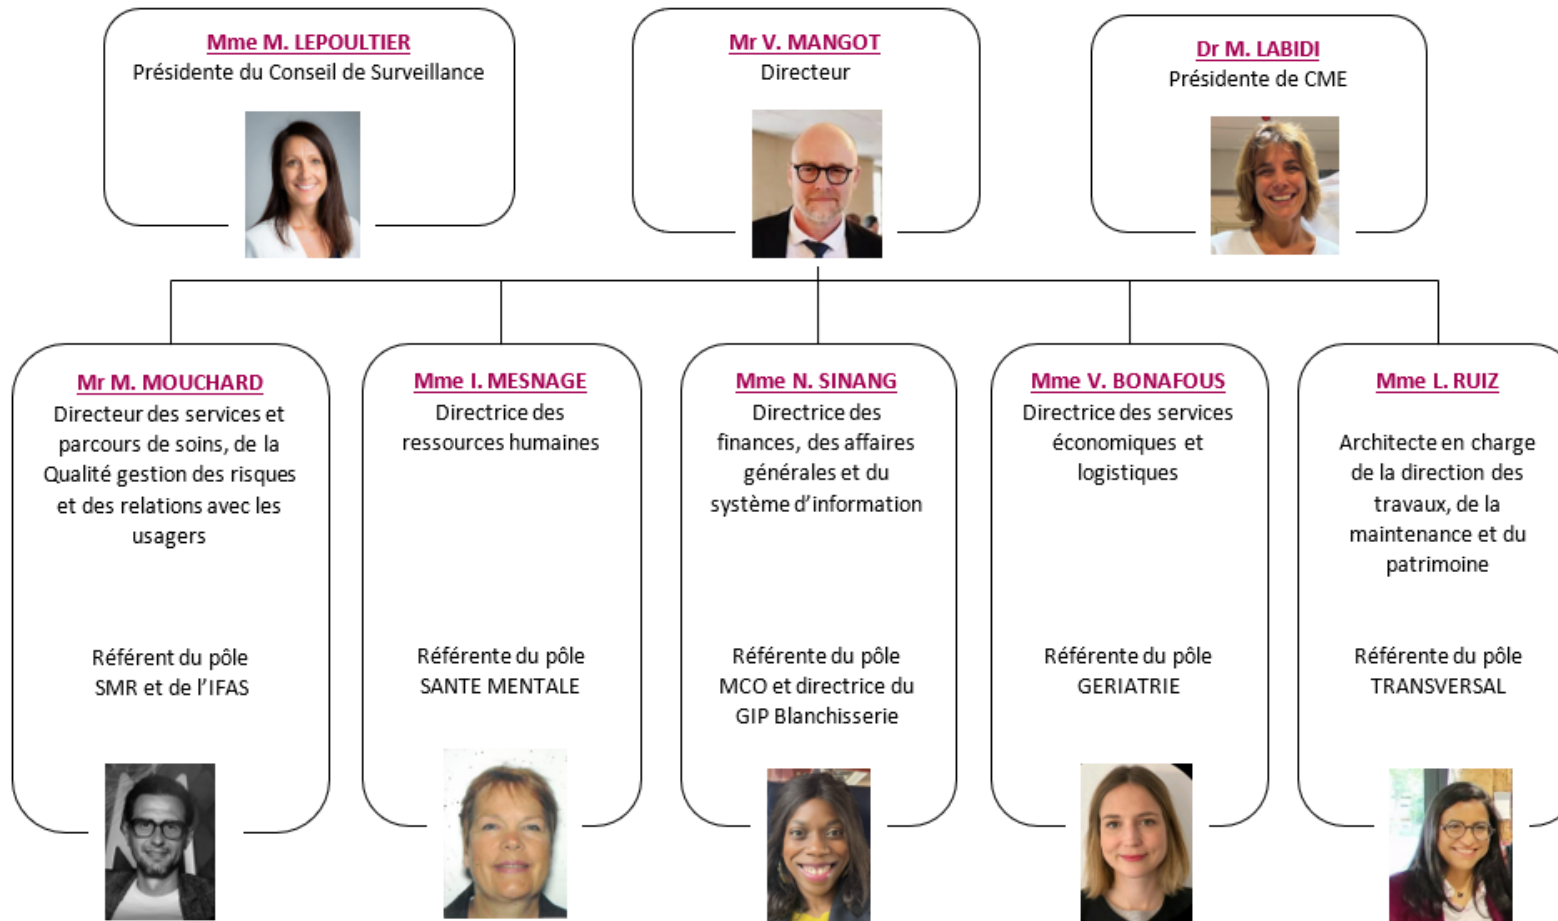 Mme M. LEPOULTIER
Présidente du Conseil de Surveillance
Mr V. MANGOT
Directeur
Dr M. LABIDI
Présidente de CME
Mr M. MOUCHARD
Directeur des services et
parcours de soins, de la
Qualité gestion des risques
et des relations avec les
usagers
Référent du pôle
SMR et de l’IFAS
Mme I. MESNAGE
Directrice des
ressources humaines
Référente du pôle
SANTE MENTALE
Mme N. SINANG
Directrice des
finances, des affaires
générales et du
système d’information
Référente du pôle
MCO et directrice du
GIP Blanchisserie
Mme V. BONAFOUS
Directrice des services
économiques et
logistiques
Référente du pôle
GERIATRIE
Mme L. RUIZ
Architecte en charge
de la direction des
travaux, de la
maintenance et du
patrimoine
Référente du pôle
TRANSVERSAL